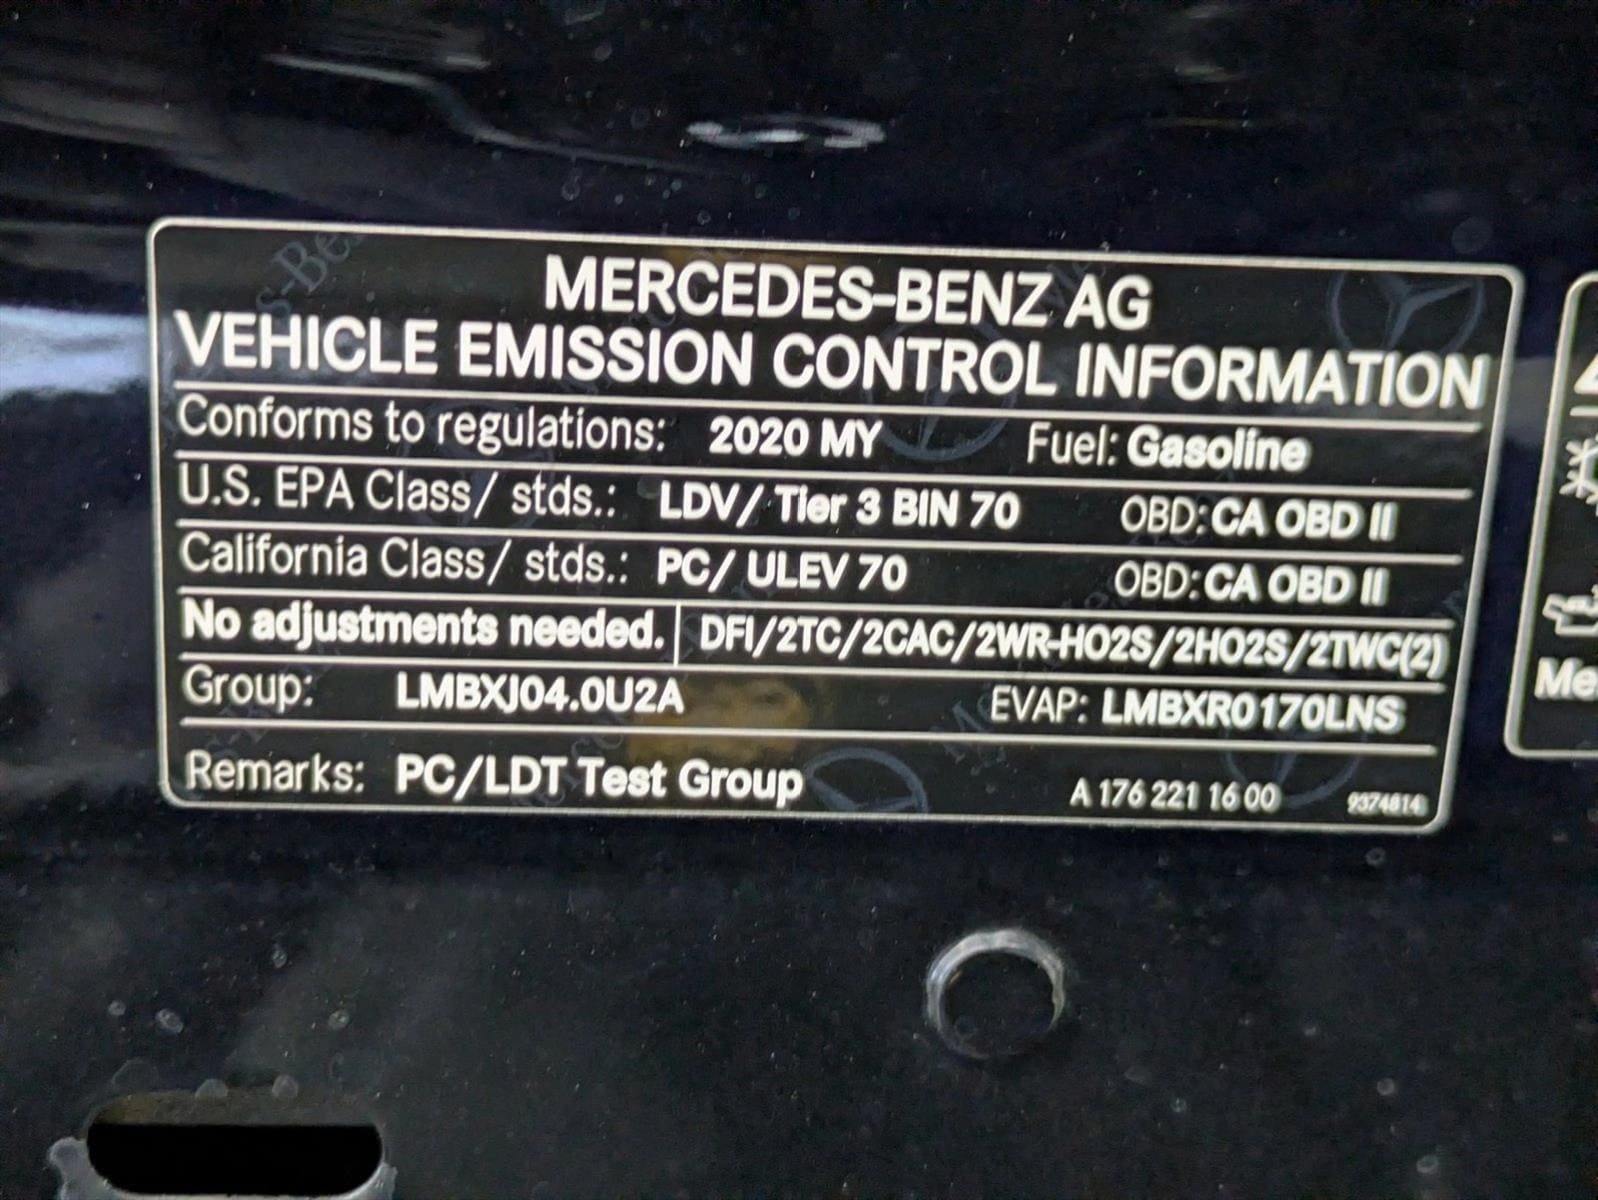 MERCEDES-BENZ AG
VEHICLE EMISSION CONTROL INFORMATION
Conforms to regulations: 2020 MY Fuel: Gasoline
U.S. EPA Class/ stds.: LDV/ Tier 3 BIN 70 OBD: CA OBD II
California Class/ stds.: PC/ ULEV 70 OBD: CA OBD II
No adjustments needed. DFI/2TC/2CAC/2WR-HO2S/2HO2S/2TWC(2)
Group: LMBXJ04.0U2A EVAP: LMBXR0170LNS
Remarks: PC/LDT Test Group A 176 221 16 00 9374814
Me